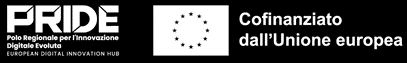 PRIDE
Polo Regionale per l'Innovazione
Digitale Evoluta
EUROPEAN DIGITAL INNOVATION HUB
Cofinanziato
dall'Unione europea